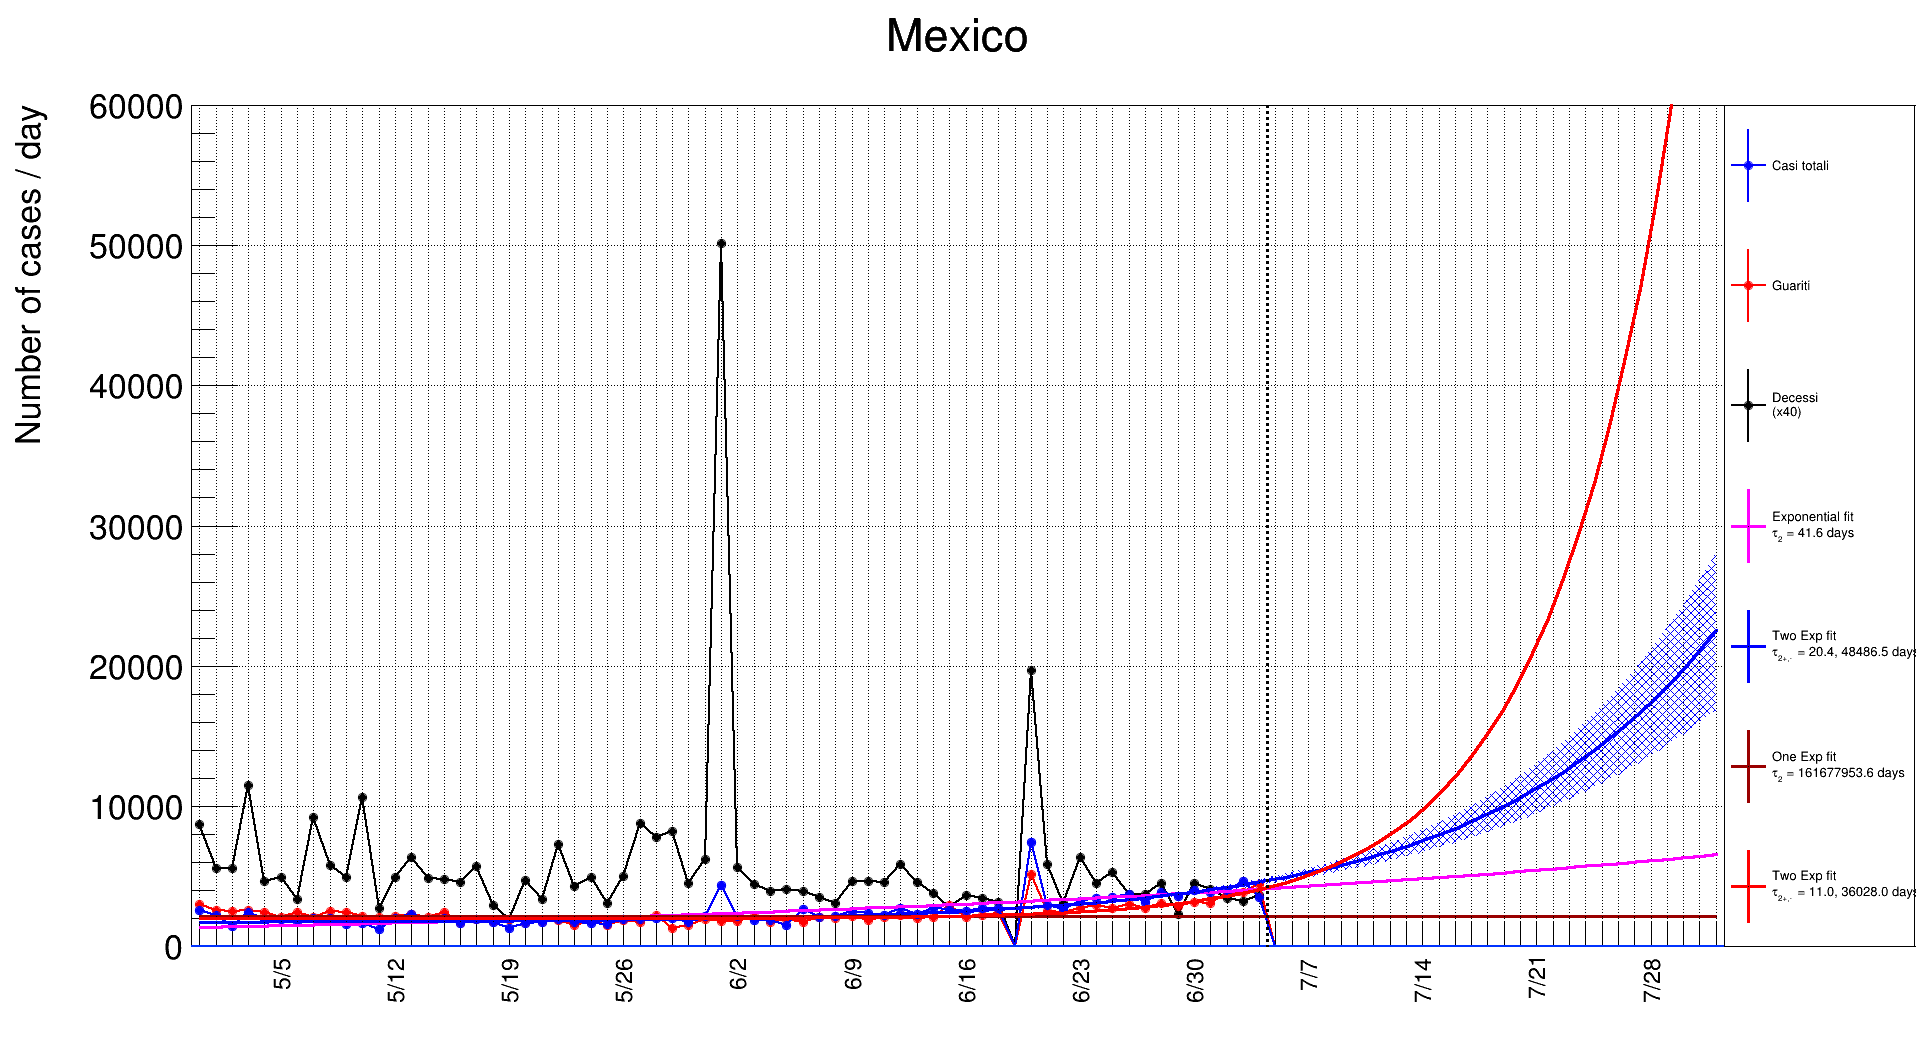 Mexico
Number of cases / day
60000
50000
40000
30000
20000
10000
0
5/5
5/12
5/19
5/26
6/2
6/9
6/16
6/23
6/30
7/7
7/14
7/21
7/28
Casi totali
Guariti
Decessi
(x40)
Exponential fit
τ2 = 41.6 days
Two Exp fit
τ2+,- = 20.4, 48486.5 days
One Exp fit
τ2 = 161677953.6 days
Two Exp fit
τ2+,- = 11.0, 36028.0 days